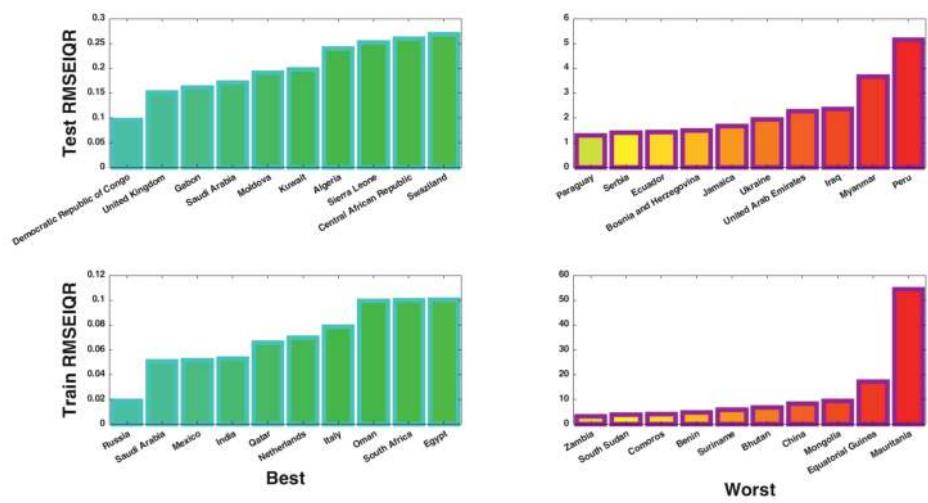 Test RMSEIQR
0.3
0.25
0.2
0.15
0.1
0.05
0
Democratic Republic of Congo
United Kingdom
Gabon
Saudi Arabia
Moldova
Kuwait
Algeria
Sierra Leone
Central African Republic
Swaziland
6
5
4
3
2
1
0
Paraguay
Serbia
Ecuador
Bosnia and Herzegovina
Jamaica
Ukraine
United Arab Emirates
Iraq
Myanmar
Peru
Train RMSEIQR
0.12
0.1
0.08
0.06
0.04
0.02
0
Russia
Saudi Arabia
Mexico
India
Qatar
Netherlands
Italy
Oman
South Africa
Egypt
Best
60
50
40
30
20
10
0
Zambia
South Sudan
Comoros
Benin
Suriname
Bhutan
China
Mongolia
Equatorial Guinea
Mauritania
Worst